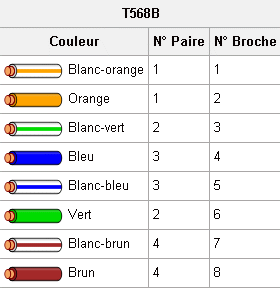 T568B
Couleur N° Paire N° Broche
Blanc-orange 1 1
Orange 1 2
Blanc-vert 2 3
Bleu 3 4
Blanc-bleu 3 5
Vert 2 6
Blanc-brun 4 7
Brun 4 8